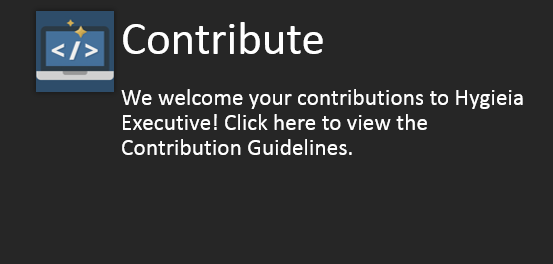 </>
Contribute
We welcome your contributions to Hygieia
Executive! Click here to view the
Contribution Guidelines.